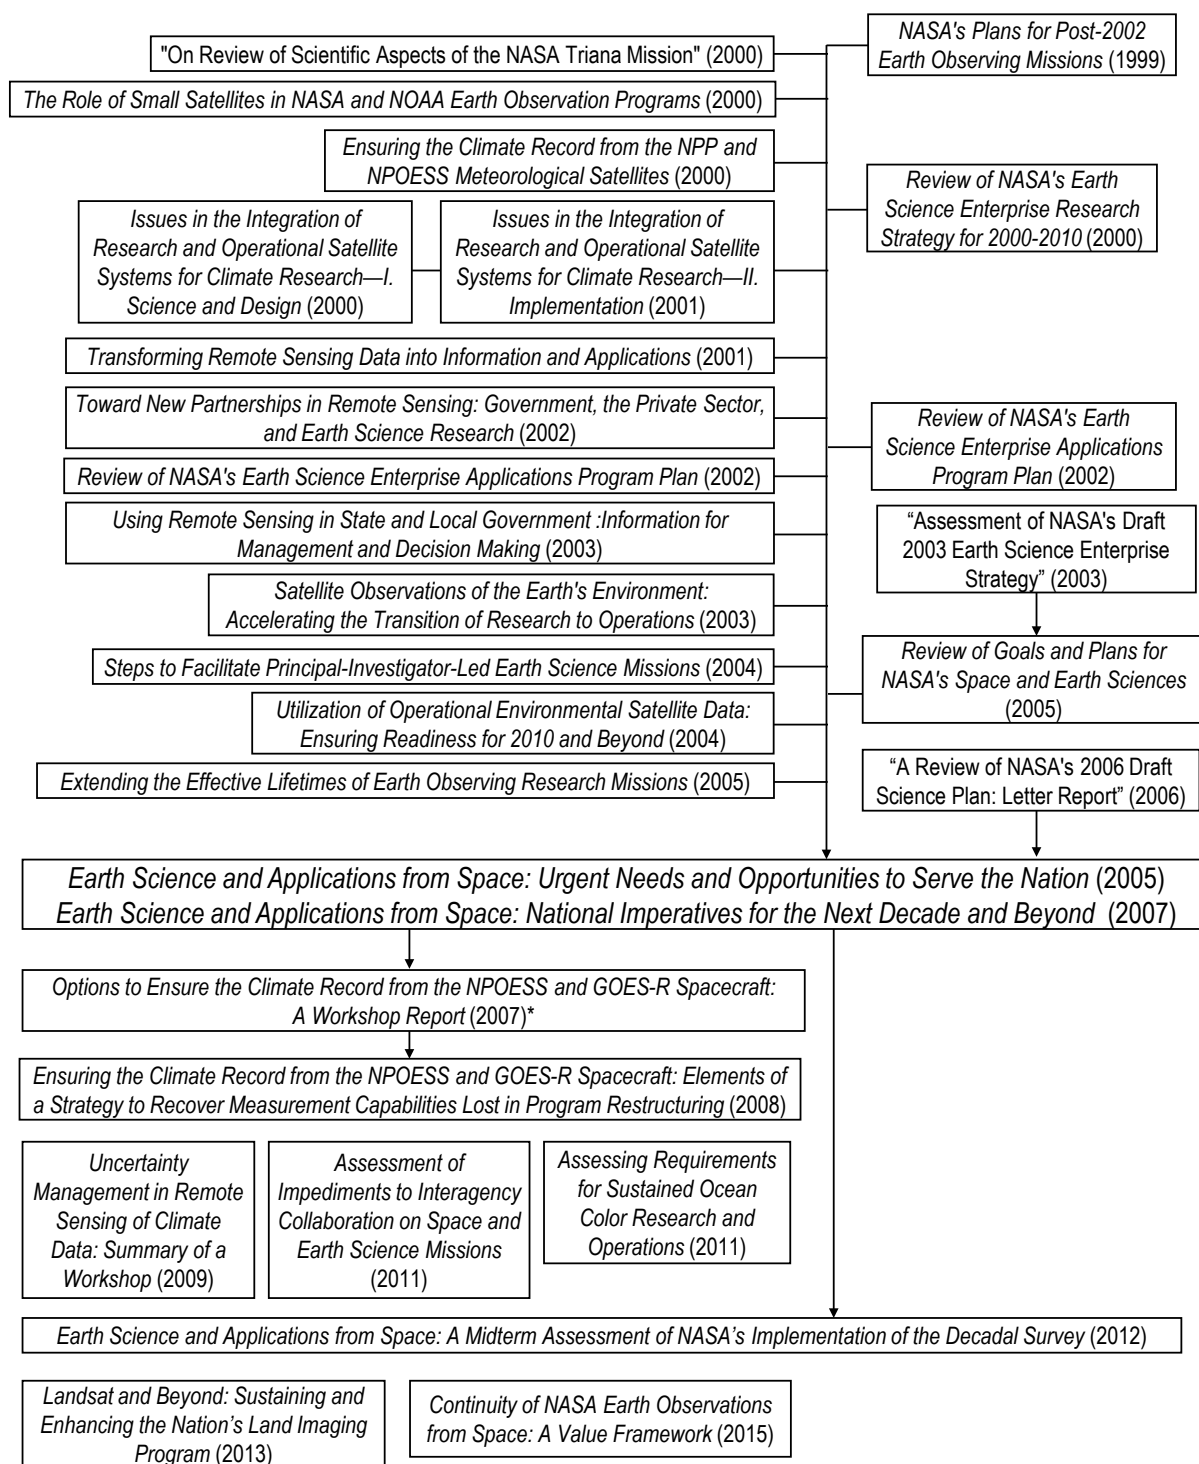 NASA's Plans for Post-2002
Earth Observing Missions (1999)
"On Review of Scientific Aspects of the NASA Triana Mission" (2000)
The Role of Small Satellites in NASA and NOAA Earth Observation Programs (2000)
Ensuring the Climate Record from the NPP and
NPOESS Meteorological Satellites (2000)
Review of NASA's Earth
Science Enterprise Research
Strategy for 2000-2010 (2000)
Issues in the Integration of
Research and Operational Satellite
Systems for Climate Research—I.
Science and Design (2000)
Issues in the Integration of
Research and Operational Satellite
Systems for Climate Research—II.
Implementation (2001)
Transforming Remote Sensing Data into Information and Applications (2001)
Toward New Partnerships in Remote Sensing: Government, the Private Sector,
and Earth Science Research (2002)
Review of NASA's Earth
Science Enterprise Applications
Program Plan (2002)
Review of NASA's Earth Science Enterprise Applications Program Plan (2002)
Using Remote Sensing in State and Local Government :Information for
Management and Decision Making (2003)
“Assessment of NASA's Draft
2003 Earth Science Enterprise
Strategy” (2003)
Satellite Observations of the Earth's Environment:
Accelerating the Transition of Research to Operations (2003)
Steps to Facilitate Principal-Investigator-Led Earth Science Missions (2004)
Review of Goals and Plans for
NASA's Space and Earth Sciences
(2005)
Utilization of Operational Environmental Satellite Data:
Ensuring Readiness for 2010 and Beyond (2004)
Extending the Effective Lifetimes of Earth Observing Research Missions (2005)
“A Review of NASA's 2006 Draft
Science Plan: Letter Report” (2006)
Earth Science and Applications from Space: Urgent Needs and Opportunities to Serve the Nation (2005)
Earth Science and Applications from Space: National Imperatives for the Next Decade and Beyond (2007)
Options to Ensure the Climate Record from the NPOESS and GOES-R Spacecraft:
A Workshop Report (2007)*
Ensuring the Climate Record from the NPOESS and GOES-R Spacecraft: Elements of
a Strategy to Recover Measurement Capabilities Lost in Program Restructuring (2008)
Uncertainty
Management in Remote
Sensing of Climate
Data: Summary of a
Workshop (2009)
Assessment of
Impediments to Interagency
Collaboration on Space and
Earth Science Missions
(2011)
Assessing Requirements
for Sustained Ocean
Color Research and
Operations (2011)
Earth Science and Applications from Space: A Midterm Assessment of NASA’s Implementation of the Decadal Survey (2012)
Landsat and Beyond: Sustaining and
Enhancing the Nation’s Land Imaging
Program (2013)
Continuity of NASA Earth Observations
from Space: A Value Framework (2015)